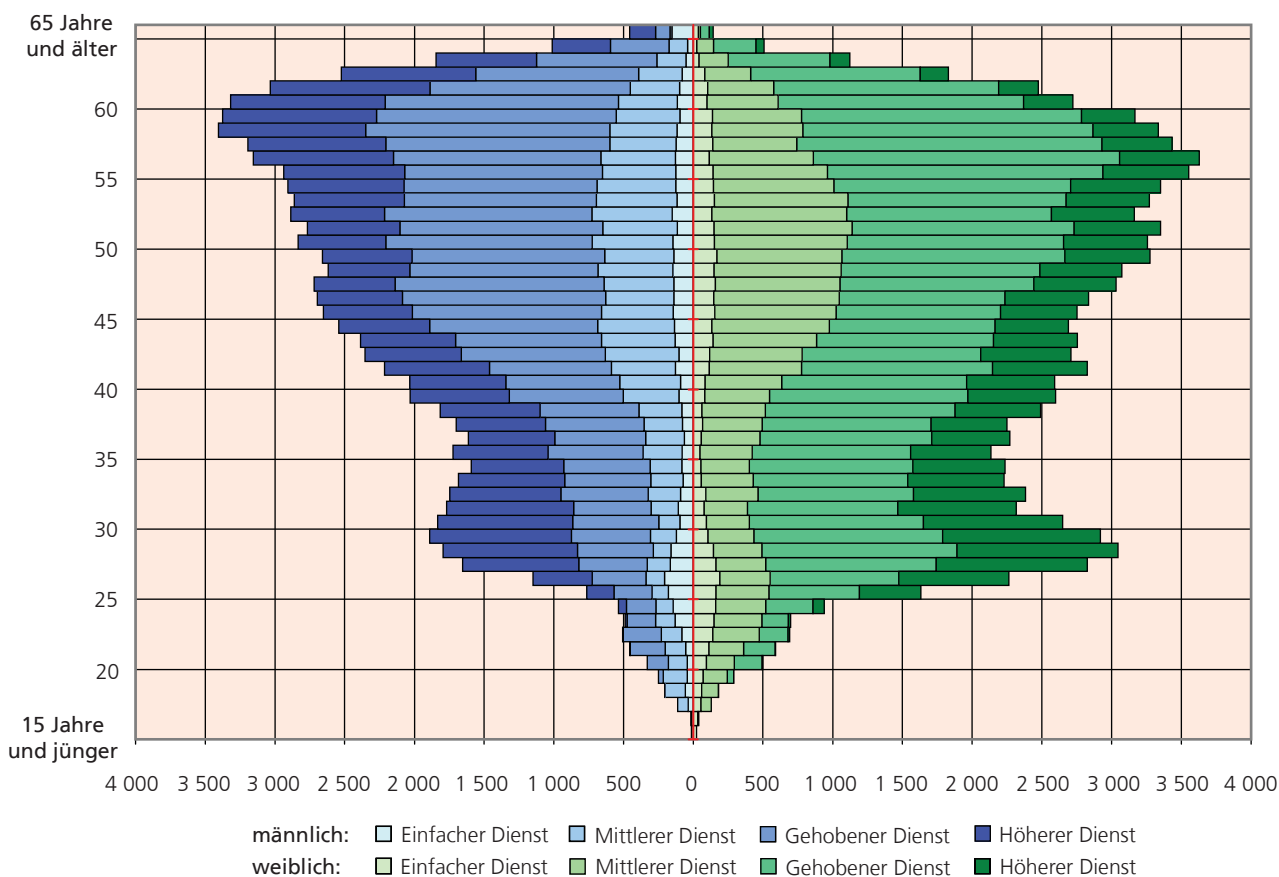 65 Jahre
und älter
60
55
50
45
40
35
30
25
20
15 Jahre
und jünger
4 000 3 500 3 000 2 500 2 000 1 500 1 000 500 0 500 1 000 1 500 2 000 2 500 3 000 3 500 4 000
männlich: Einfacher Dienst Mittlerer Dienst Gehobener Dienst Höherer Dienst
weiblich: Einfacher Dienst Mittlerer Dienst Gehobener Dienst Höherer Dienst